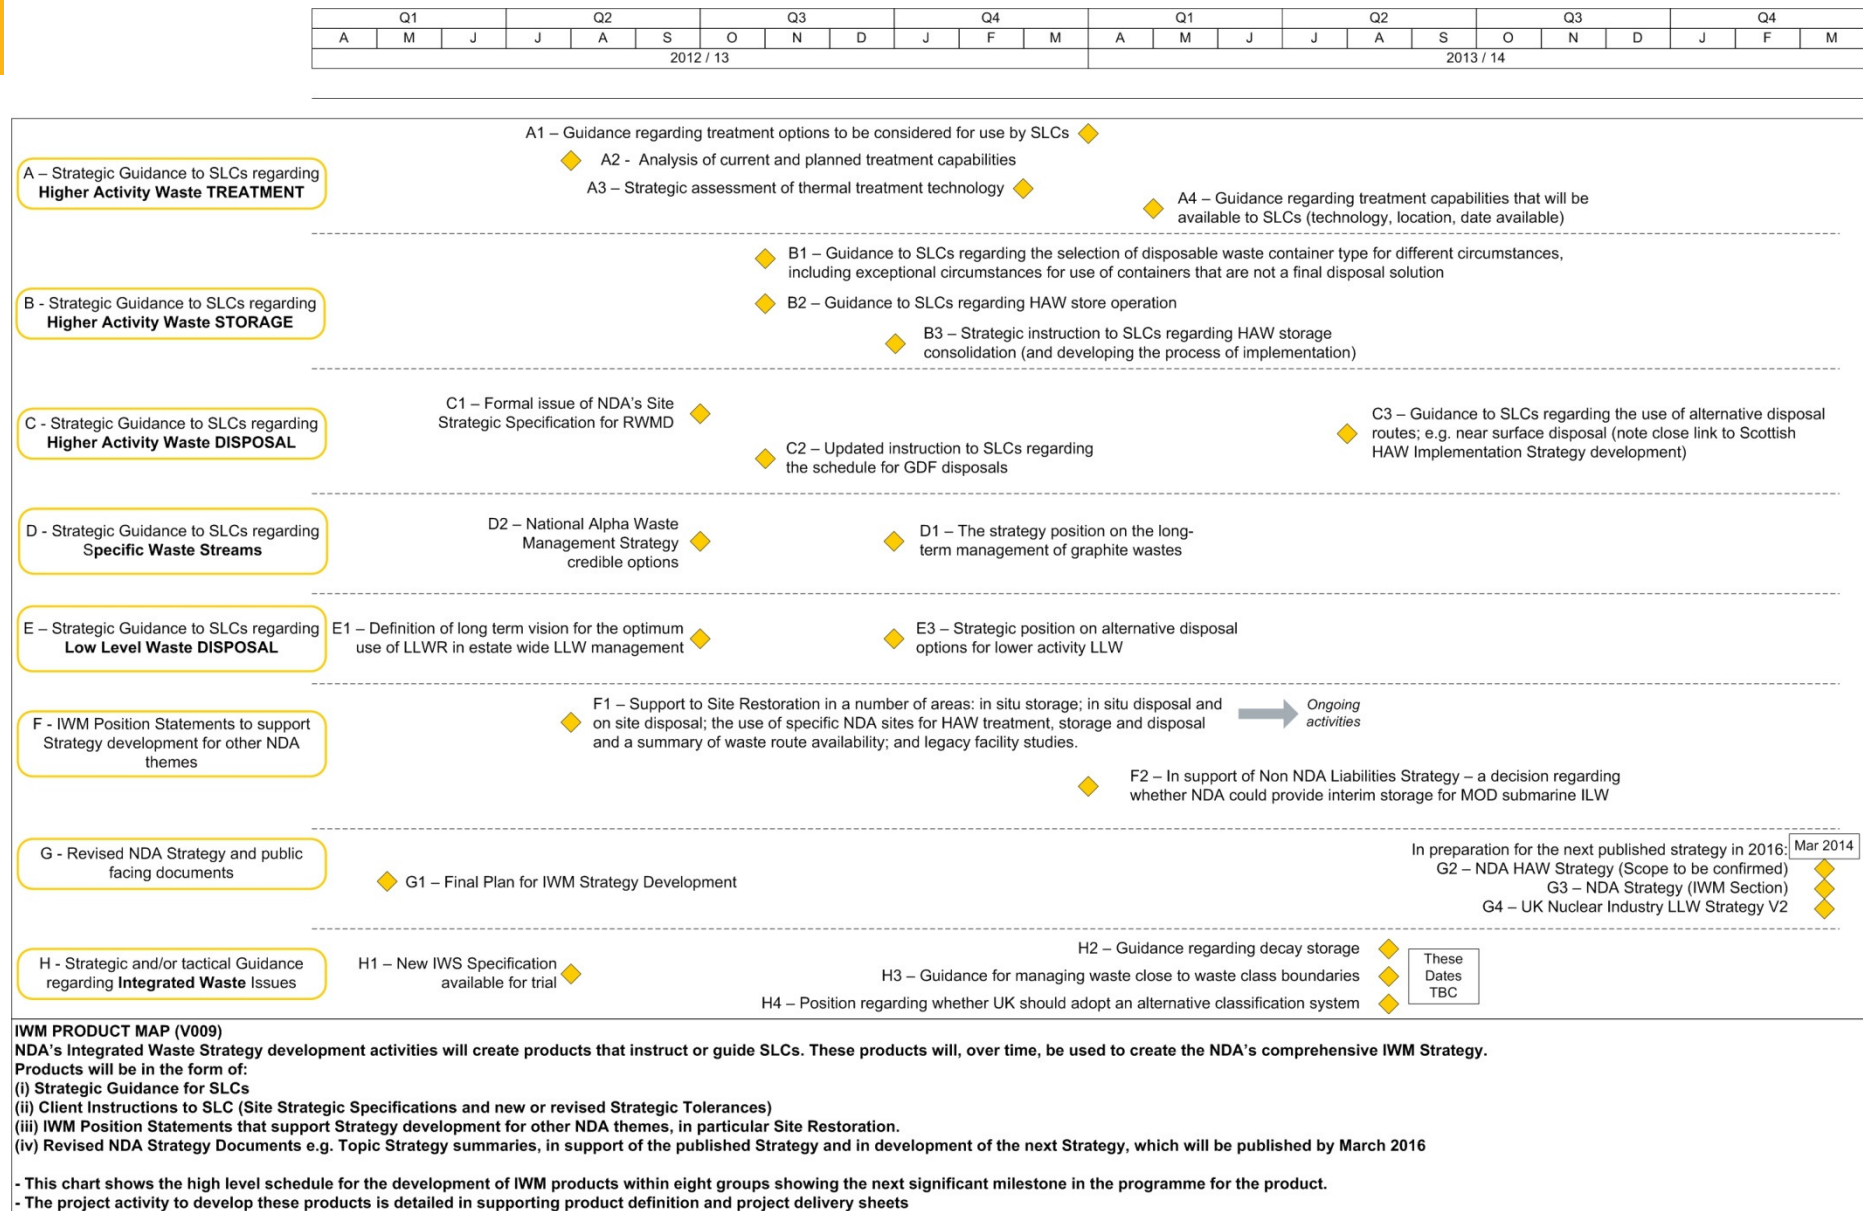 Q1 Q2 Q3 Q4 Q1 Q2 Q3 Q4
A M J J A S O N D J F M A M J J A S O N D J F M
2012 / 13 2013 / 14
A – Strategic Guidance to SLCs regarding
Higher Activity Waste TREATMENT
A1 – Guidance regarding treatment options to be considered for use by SLCs
A2 - Analysis of current and planned treatment capabilities
A3 – Strategic assessment of thermal treatment technology
A4 – Guidance regarding treatment capabilities that will be
available to SLCs (technology, location, date available)
B - Strategic Guidance to SLCs regarding
Higher Activity Waste STORAGE
B1 – Guidance to SLCs regarding the selection of disposable waste container type for different circumstances,
including exceptional circumstances for use of containers that are not a final disposal solution
B2 – Guidance to SLCs regarding HAW store operation
B3 – Strategic instruction to SLCs regarding HAW storage
consolidation (and developing the process of implementation)
C - Strategic Guidance to SLCs regarding
Higher Activity Waste DISPOSAL
C1 – Formal issue of NDA's Site
Strategic Specification for RWMD
C2 – Updated instruction to SLCs regarding
the schedule for GDF disposals
C3 – Guidance to SLCs regarding the use of alternative disposal
routes; e.g. near surface disposal (note close link to Scottish
HAW Implementation Strategy development)
D - Strategic Guidance to SLCs regarding
Specific Waste Streams
D2 – National Alpha Waste
Management Strategy
credible options
D1 – The strategy position on the long-
term management of graphite wastes
E – Strategic Guidance to SLCs regarding
Low Level Waste DISPOSAL
E1 – Definition of long term vision for the optimum
use of LLWR in estate wide LLW management
E3 – Strategic position on alternative disposal
options for lower activity LLW
F - IWM Position Statements to support
Strategy development for other NDA
themes
F1 – Support to Site Restoration in a number of areas: in situ storage; in situ disposal and
on site disposal; the use of specific NDA sites for HAW treatment, storage and disposal
and a summary of waste route availability; and legacy facility studies.
Ongoing
activities
F2 – In support of Non NDA Liabilities Strategy – a decision regarding
whether NDA could provide interim storage for MOD submarine ILW
G - Revised NDA Strategy and public
facing documents
G1 – Final Plan for IWM Strategy Development
In preparation for the next published strategy in 2016:
Mar 2014
G2 – NDA HAW Strategy (Scope to be confirmed)
G3 – NDA Strategy (IWM Section)
G4 – UK Nuclear Industry LLW Strategy V2
H - Strategic and/or tactical Guidance
regarding Integrated Waste Issues
H1 – New IWS Specification
available for trial
H2 – Guidance regarding decay storage
H3 – Guidance for managing waste close to waste class boundaries
H4 – Position regarding whether UK should adopt an alternative classification system
These
Dates
TBC
IWM PRODUCT MAP (V009)
NDA's Integrated Waste Strategy development activities will create products that instruct or guide SLCs. These products will, over time, be used to create the NDA's comprehensive IWM Strategy.
Products will be in the form of:
(i) Strategic Guidance for SLCs
(ii) Client Instructions to SLC (Site Strategic Specifications and new or revised Strategic Tolerances)
(iii) IWM Position Statements that support Strategy development for other NDA themes, in particular Site Restoration.
(iv) Revised NDA Strategy Documents e.g. Topic Strategy summaries, in support of the published Strategy and in development of the next Strategy, which will be published by March 2016
- This chart shows the high level schedule for the development of IWM products within eight groups showing the next significant milestone in the programme for the product.
- The project activity to develop these products is detailed in supporting product definition and project delivery sheets